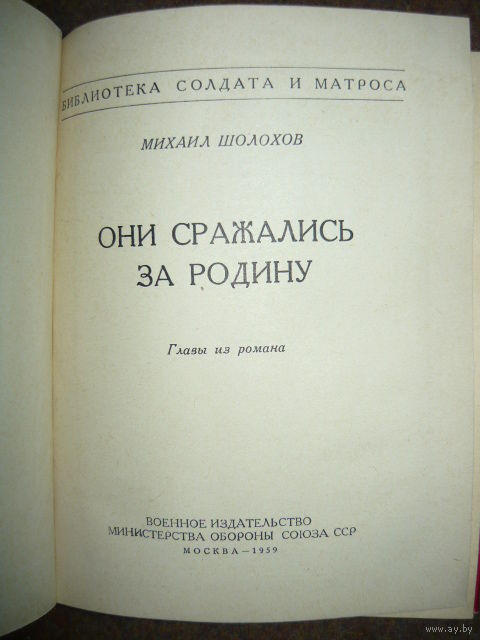 БИБЛИОТЕКА СОЛДАТА И МАТРОСА
МИХАИЛ ШОЛОХОВ
ОНИ СРАЖАЛИСЬ
ЗА РОДИНУ
Главы из романа
ВОЕННОЕ ИЗДАТЕЛЬСТВО
МИНИСТЕРСТВА ОБОРОНЫ СОЮЗА ССР
МОСКВА — 1959
www.ay.by